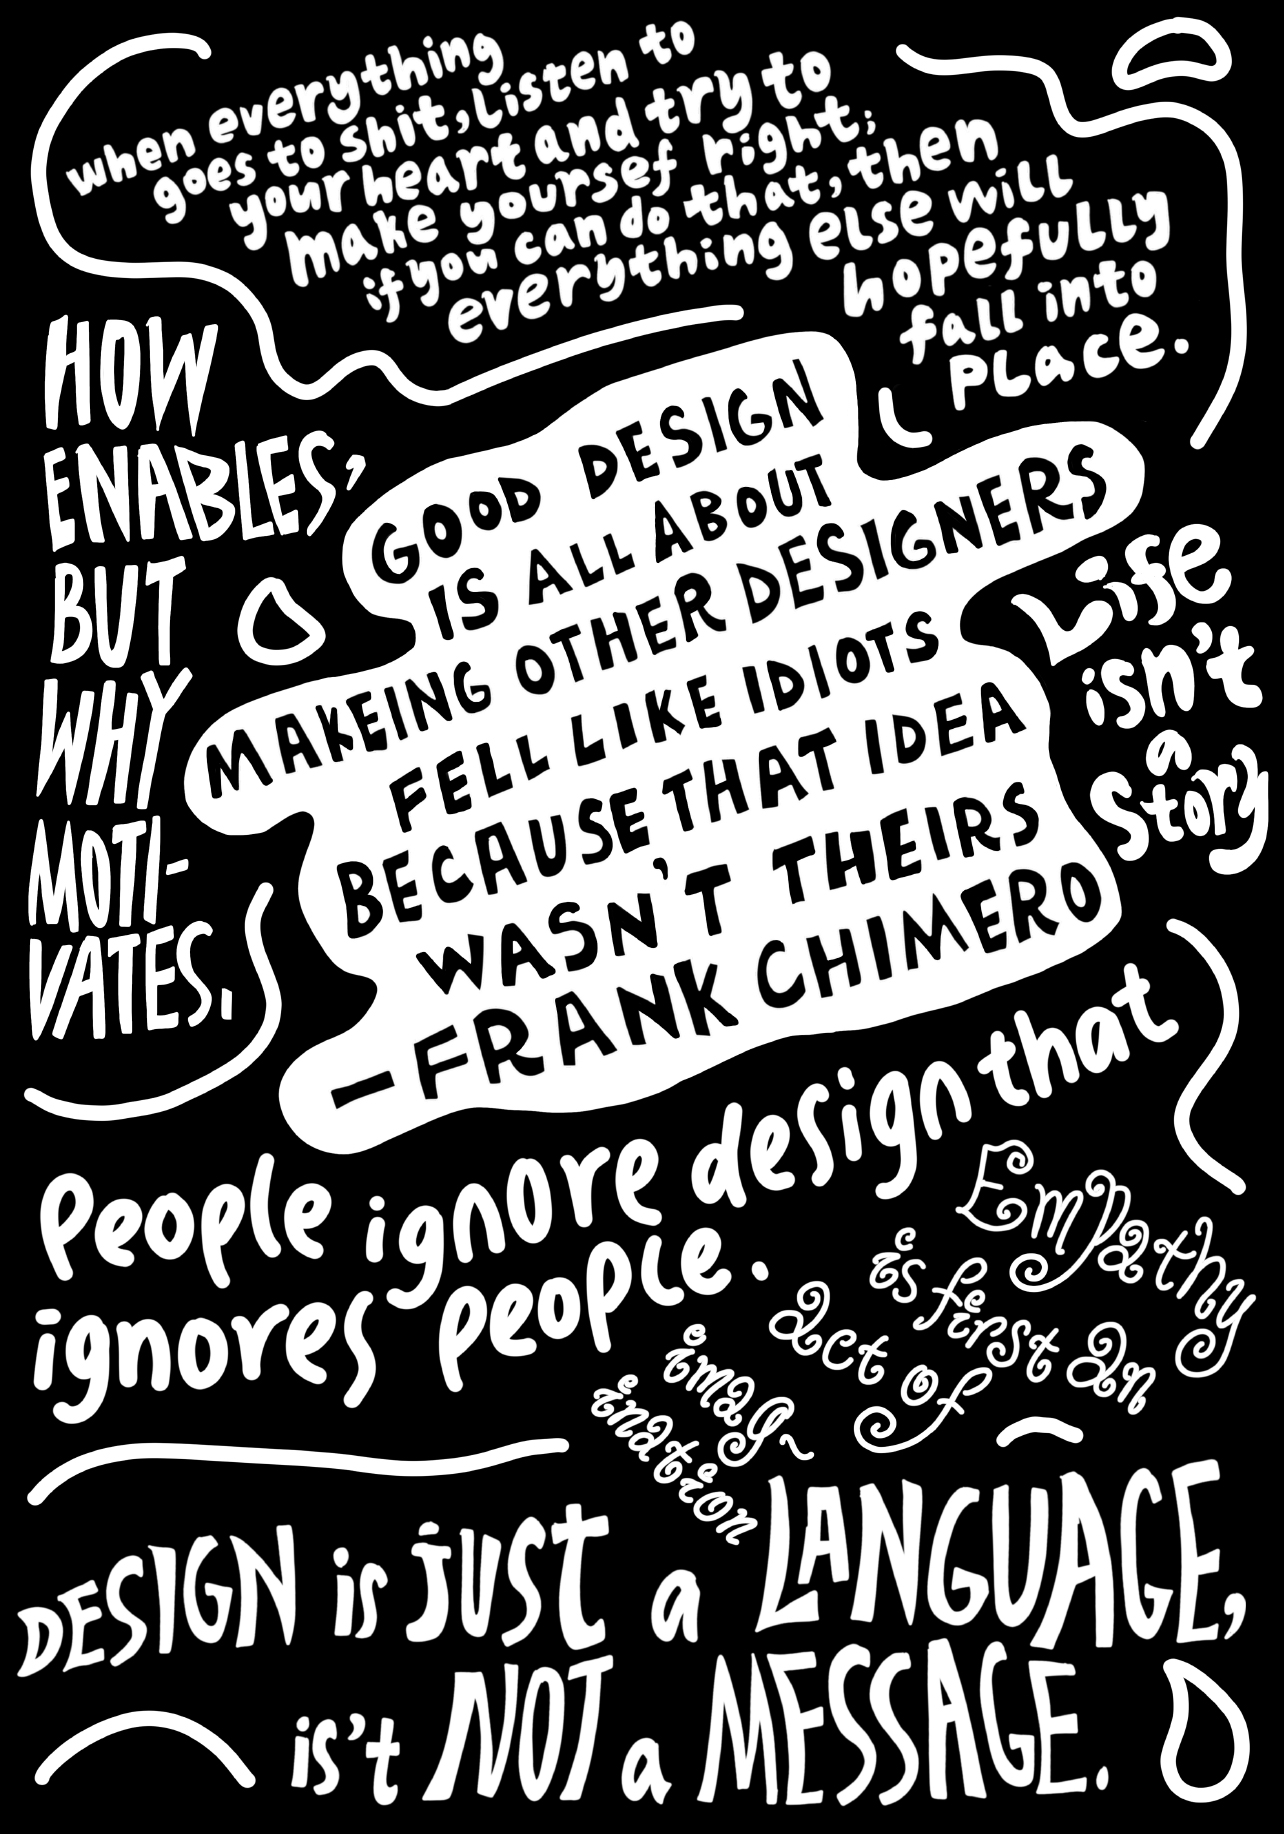 when everything
goes to shit, listen to
your heart and try to
make yoursef right;
if you can do that, then
everything else will
hopefully
fall into
place.
HOW
ENABLES,
BUT
WHY
MOTI-
VATES.
GOOD DESIGN
IS ALL ABOUT
MAKEING OTHER DESIGNERS
FELL LIKE IDIOTS
BECAUSE THAT IDEA
WASN'T THEIRS
—FRANK CHIMERO
Life
isn't
a
Story
People ignore design that
ignores people.
Empathy
is first an
act of
imag-
ination
DESIGN is JUST a LANGUAGE,
is't NOT a MESSAGE.